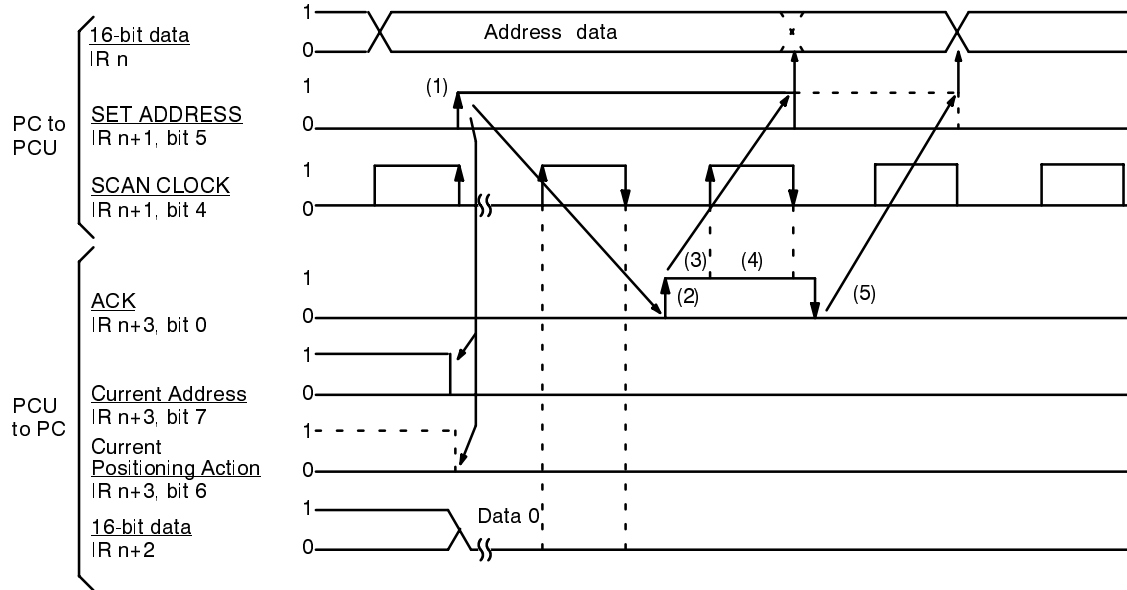 1
16-bit data
Address data
IR n
0
1
(1)
SET ADDRESS
PC to
PCU
0
IR n+1, bit 5
1
SCAN CLOCK
IR n+1, bit 4
0
1
(3)
(4)
ACK
(2)
(5)
IR n+3, bit 0
0
1
Current Address
0
IR n+3, bit 7
PCU
to PC
1
Current
Positioning Action
0
IR n+3, bit 6
1
Data 0
16-bit data
IR n+2
0